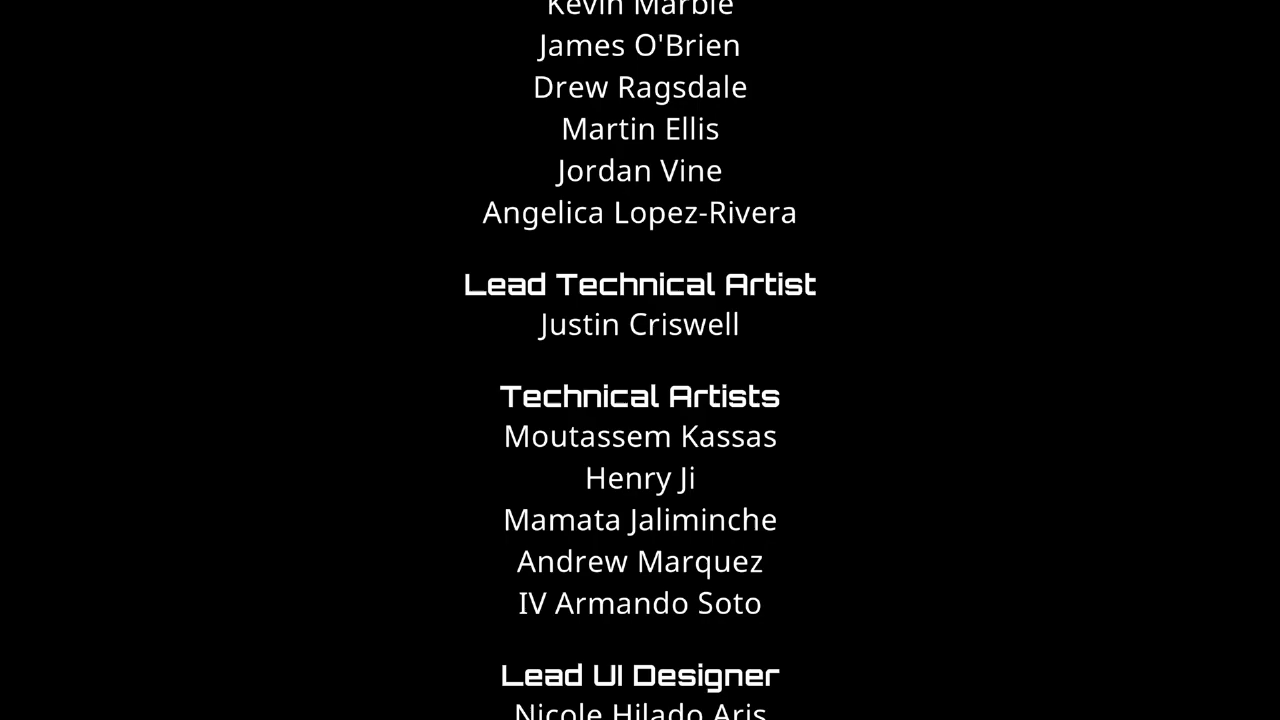 Kevin Marble
James O'Brien
Drew Ragsdale
Martin Ellis
Jordan Vine
Angelica Lopez-Rivera
Lead Technical Artist
Justin Criswell
Technical Artists
Moutassem Kassas
Henry Ji
Mamata Jaliminche
Andrew Marquez
IV Armando Soto
Lead UI Designer
Nicole Hilado Aris